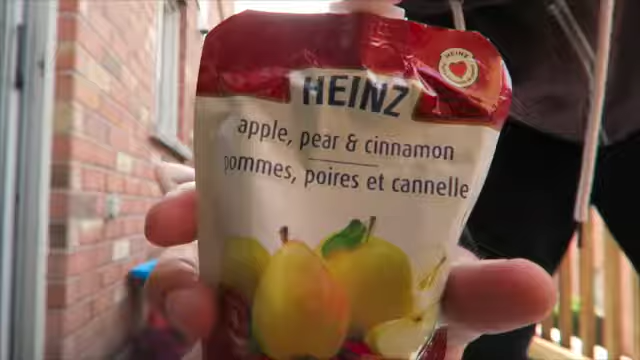 HEINZ
HEINZ
apple, pear & cinnamon
pommes, poires et cannelle